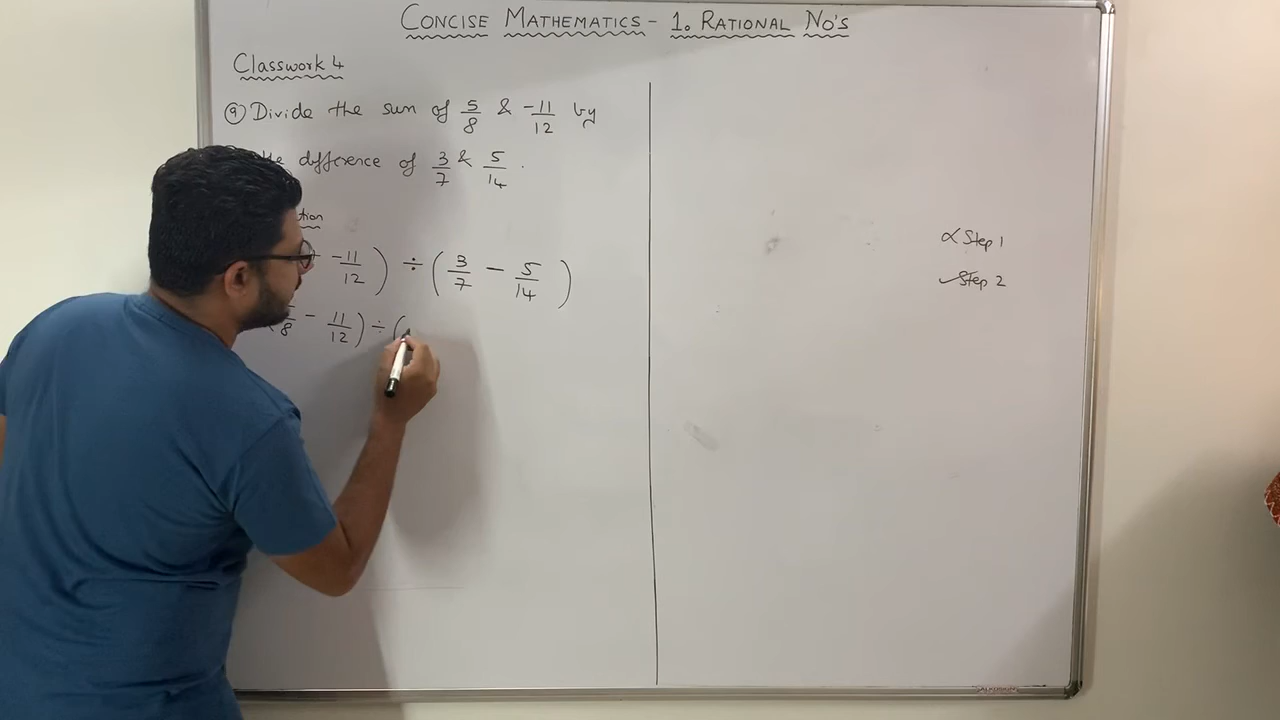 CONCISE MATHEMATICS - 1. RATIONAL NO'S
Classwork 4
9 Divide the sum of 5/8 & -11/12 by
difference of 3/7 & 5/14 .
-11/12 ) ÷ ( 3/7 - 5/14 )
/8 - 11/12 ) ÷ (
∝ Step 1
✓ Step 2